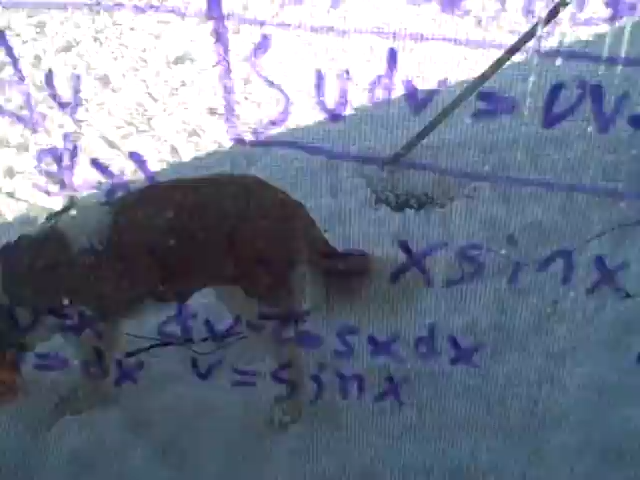 ∫ u dv = uv-
= x sin x
u = x dv = cos x dx
= dx v = sin x